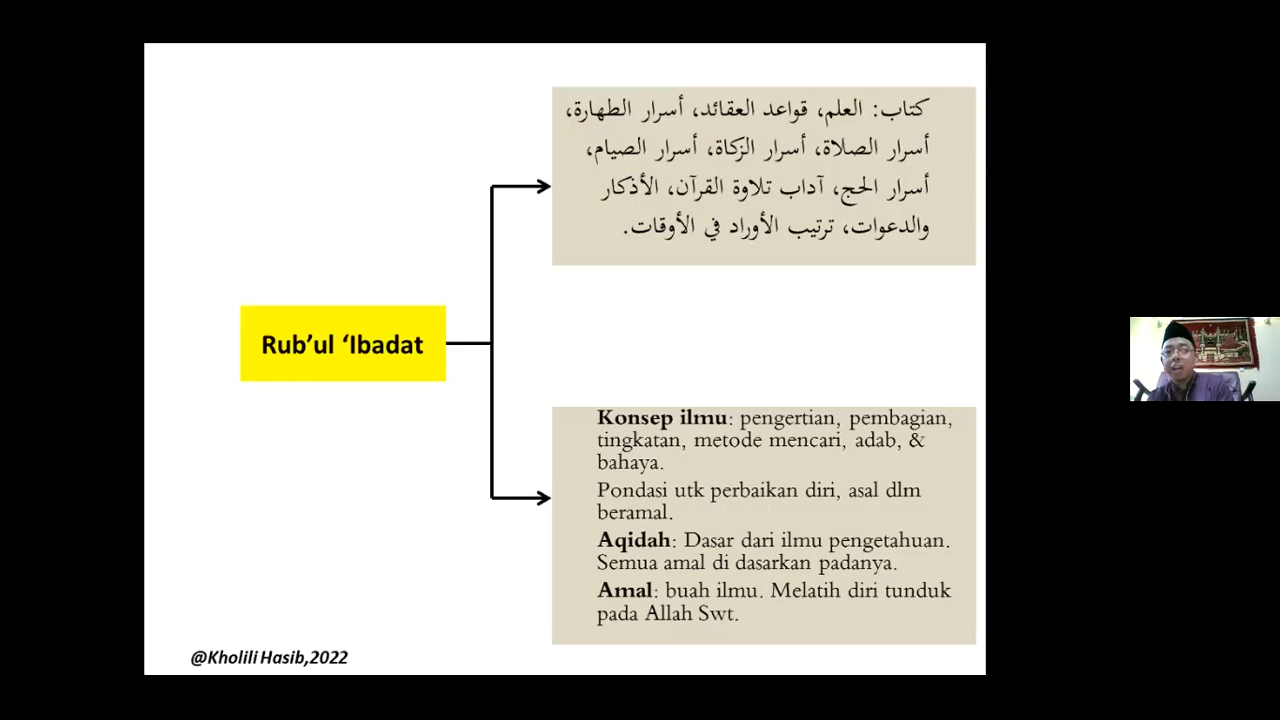 كتاب: العلم، قواعد العقائد، أسرار الطهارة،
أسرار الصلاة، أسرار الزكاة، أسرار الصيام،
أسرار الحج، آداب تلاوة القرآن، الأذكار
والدعوات، ترتيب الأوراد في الأوقات.
Rub’ul ‘Ibadat
Konsep ilmu: pengertian, pembagian,
tingkatan, metode mencari, adab, &
bahaya.
Pondasi utk perbaikan diri, asal dlm
beramal.
Aqidah: Dasar dari ilmu pengetahuan.
Semua amal di dasarkan padanya.
Amal: buah ilmu. Melatih diri tunduk
pada Allah Swt.
@Kholili Hasib,2022